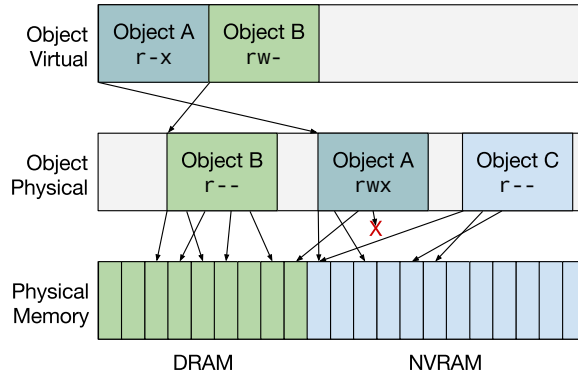 Object
Virtual
Object A
r-x
Object B
rw-
Object
Physical
Object B
r--
Object A
rwx
Object C
r--
X
Physical
Memory
DRAM
NVRAM